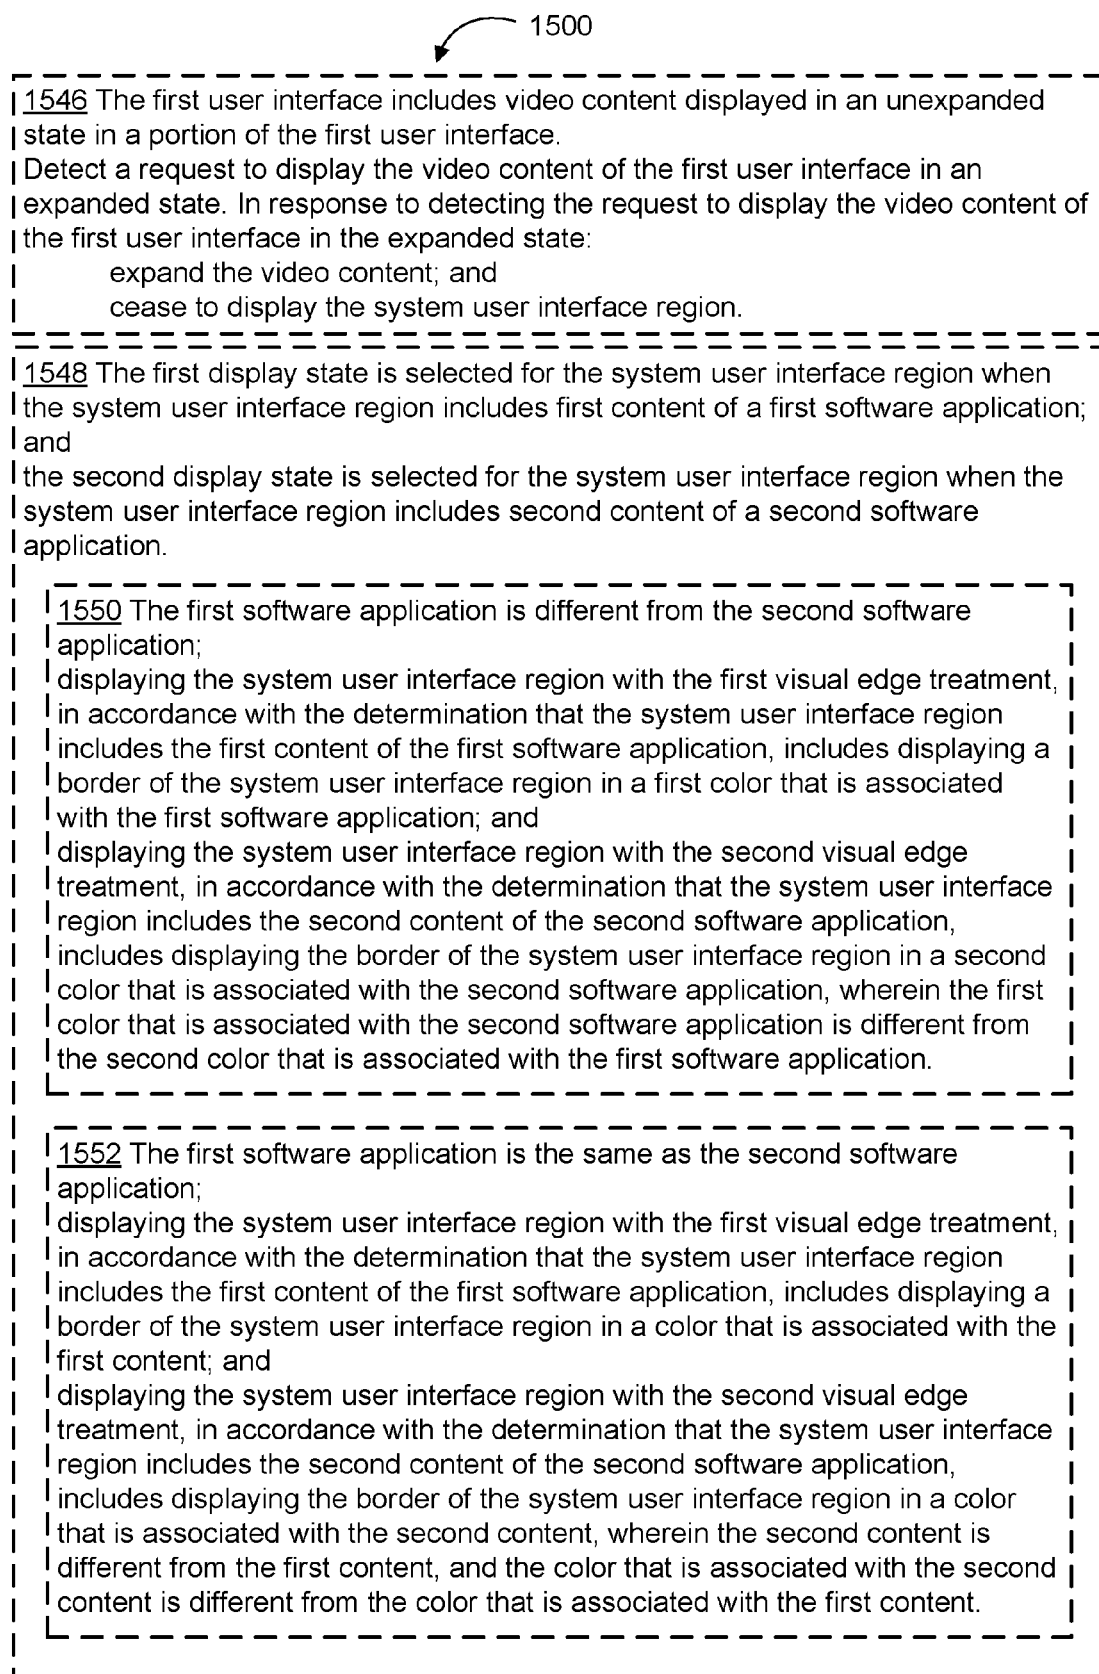 1500
1546 The first user interface includes video content displayed in an unexpanded
state in a portion of the first user interface.
Detect a request to display the video content of the first user interface in an
expanded state. In response to detecting the request to display the video content of
the first user interface in the expanded state:
expand the video content; and
cease to display the system user interface region.
1548 The first display state is selected for the system user interface region when
the system user interface region includes first content of a first software application;
and
the second display state is selected for the system user interface region when the
system user interface region includes second content of a second software
application.
1550 The first software application is different from the second software
application;
displaying the system user interface region with the first visual edge treatment,
in accordance with the determination that the system user interface region
includes the first content of the first software application, includes displaying a
border of the system user interface region in a first color that is associated
with the first software application; and
displaying the system user interface region with the second visual edge
treatment, in accordance with the determination that the system user interface
region includes the second content of the second software application,
includes displaying the border of the system user interface region in a second
color that is associated with the second software application, wherein the first
color that is associated with the second software application is different from
the second color that is associated with the first software application.
1552 The first software application is the same as the second software
application;
displaying the system user interface region with the first visual edge treatment,
in accordance with the determination that the system user interface region
includes the first content of the first software application, includes displaying a
border of the system user interface region in a color that is associated with the
first content; and
displaying the system user interface region with the second visual edge
treatment, in accordance with the determination that the system user interface
region includes the second content of the second software application,
includes displaying the border of the system user interface region in a color
that is associated with the second content, wherein the second content is
different from the first content, and the color that is associated with the second
content is different from the color that is associated with the first content.